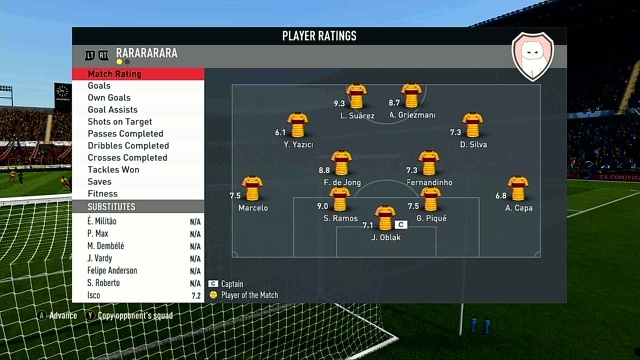 PLAYER RATINGS
LT RT RARARARARA
Match Rating
Goals
Own Goals
Goal Assists
Shots on Target
Passes Completed
Dribbles Completed
Crosses Completed
Tackles Won
Saves
Fitness
SUBSTITUTES
É. Militão N/A
P. Max N/A
M. Dembélé N/A
J. Vardy N/A
Felipe Anderson N/A
S. Roberto N/A
Isco 7.2
9.3 L. Suárez
8.7 A. Griezmann
6.1 Y. Yazıcı
7.3 D. Silva
8.8 F. de Jong
7.3 Fernandinho
7.5 Marcelo
9.0 S. Ramos
7.5 G. Piqué
6.8 A. Capa
7.1 C J. Oblak
C Captain
Player of the Match
A Advance Y Copy opponent's squad